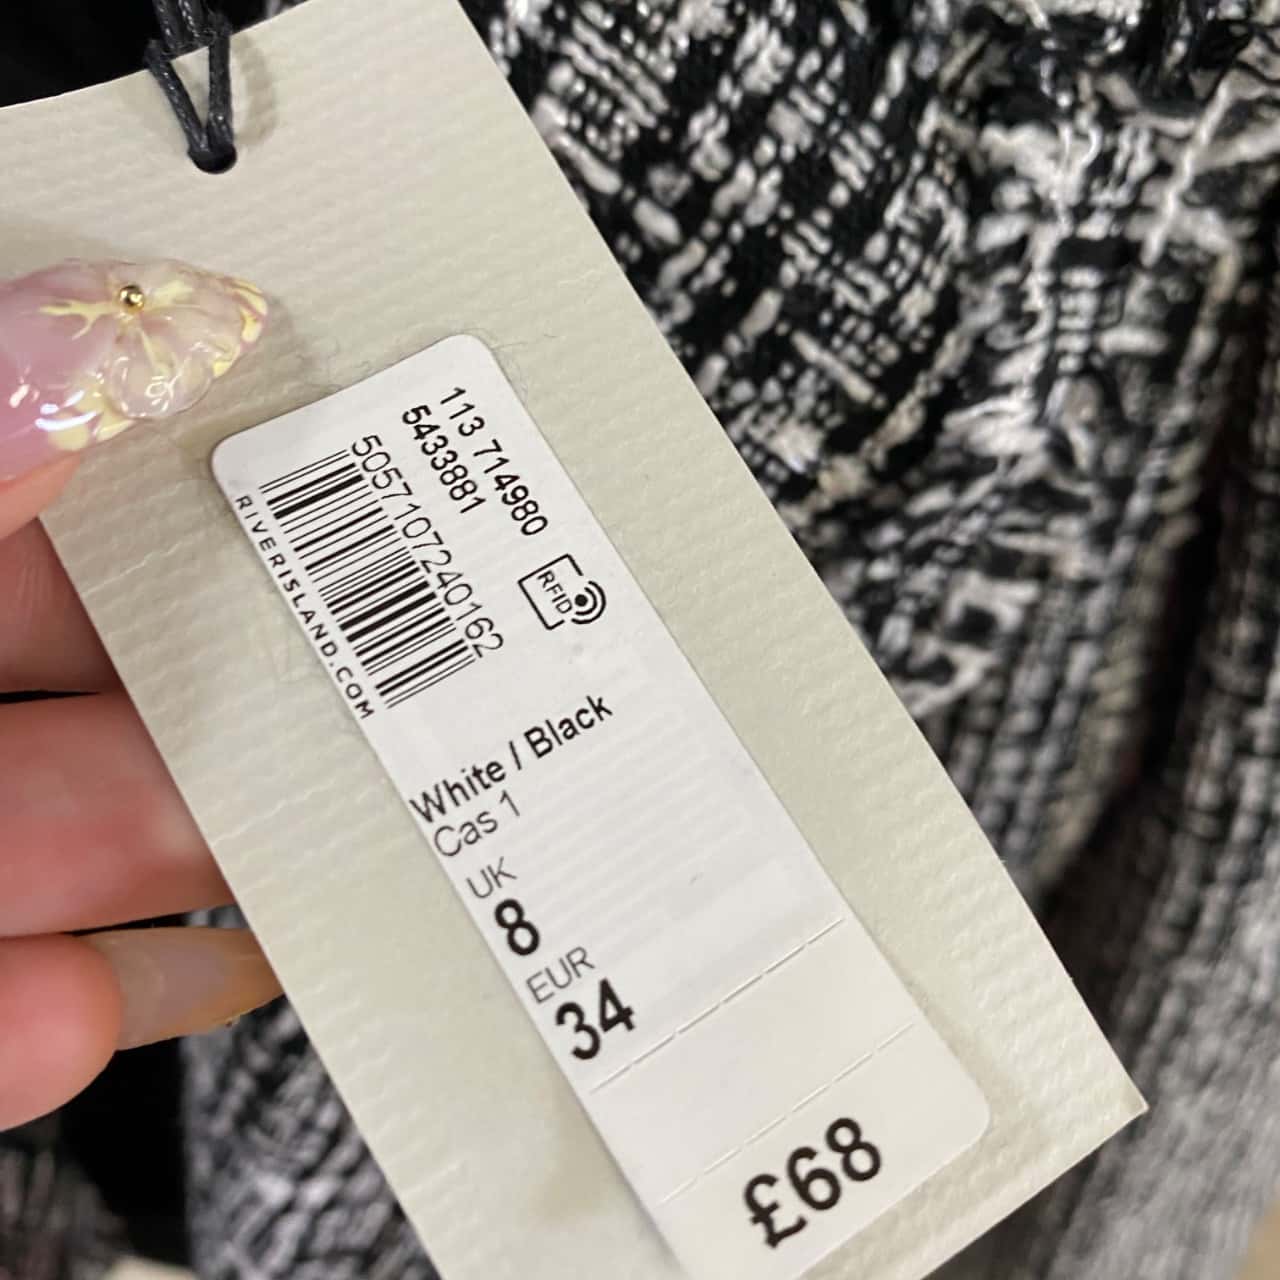 113 714980
5433881
5057107240162
RIVERISLAND.COM
RFID
White / Black
Cas 1
UK
8
EUR
34
£68